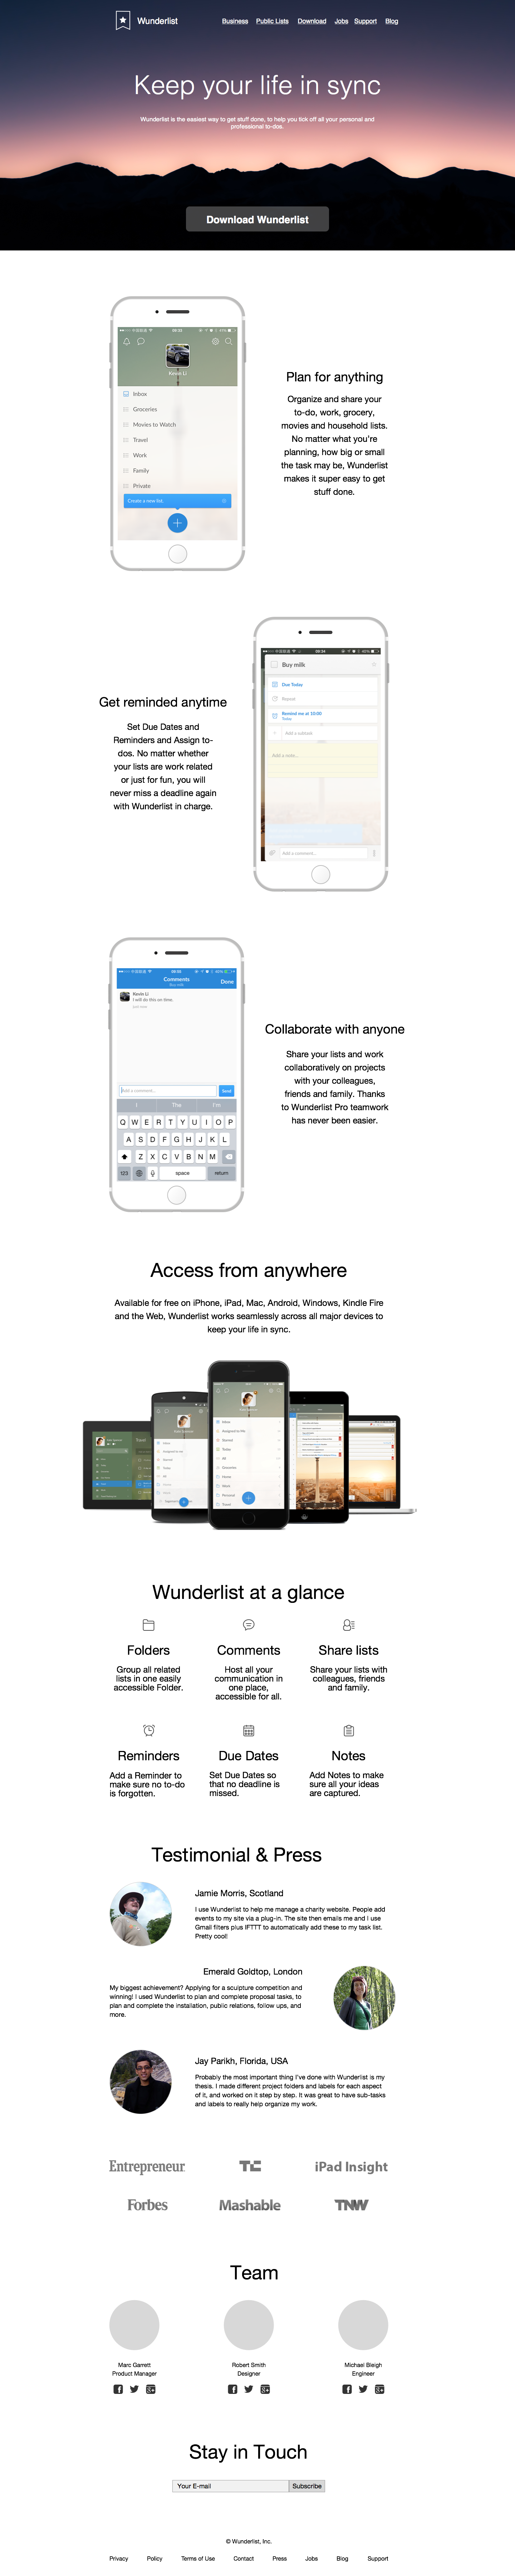 Wunderlist
Business Public Lists Download Jobs Support Blog
Keep your life in sync
Wunderlist is the easiest way to get stuff done, to help you tick off all your personal and
professional to-dos.
Download Wunderlist
Kevin Li
Inbox
Groceries
Movies to Watch
Travel
Work
Family
Private
Create a new list.
Plan for anything
Organize and share your
to-do, work, grocery,
movies and household lists.
No matter what you're
planning, how big or small
the task may be, Wunderlist
makes it super easy to get
stuff done.
Get reminded anytime
Set Due Dates and
Reminders and Assign to-
dos. No matter whether
your lists are work related
or just for fun, you will
never miss a deadline again
with Wunderlist in charge.
Buy milk
Due Today
Repeat
Remind me at 10:00
Today
Add a subtask
Add a note...
Add a comment...
Comments
Buy milk
Done
Kevin Li
I will do this on time.
just now
Add a comment...
Send
I The I'm
Q W E R T Y U I O P
A S D F G H J K L
Z X C V B N M
123 space return
Collaborate with anyone
Share your lists and work
collaboratively on projects
with your colleagues,
friends and family. Thanks
to Wunderlist Pro teamwork
has never been easier.
Access from anywhere
Available for free on iPhone, iPad, Mac, Android, Windows, Kindle Fire
and the Web, Wunderlist works seamlessly across all major devices to
keep your life in sync.
Inbox
Assigned to Me
Starred
Today
All
Home
Work
Personal
Travel
Wunderlist at a glance
Folders
Group all related
lists in one easily
accessible Folder.
Comments
Host all your
communication in
one place,
accessible for all.
Share lists
Share your lists with
colleagues, friends
and family.
Reminders
Add a Reminder to
make sure no to-do
is forgotten.
Due Dates
Set Due Dates so
that no deadline is
missed.
Notes
Add Notes to make
sure all your ideas
are captured.
Testimonial & Press
Jamie Morris, Scotland
I use Wunderlist to help me manage a charity website. People add
events to my site via a plug-in. The site then emails me and I use
Gmail filters plus IFTTT to automatically add these to my task list.
Pretty cool!
Emerald Goldtop, London
My biggest achievement? Applying for a sculpture competition and
winning! I used Wunderlist to plan and complete proposal tasks, to
plan and complete the installation, public relations, follow ups, and
more.
Jay Parikh, Florida, USA
Probably the most important thing I've done with Wunderlist is my
thesis. I made different project folders and labels for each aspect
of it, and worked on it step by step. It was great to have sub-tasks
and labels to really help organize my work.
Entrepreneur
TC
iPad Insight
Forbes
Mashable
TNW
Team
Marc Garrett
Product Manager
Robert Smith
Designer
Michael Bleigh
Engineer
Stay in Touch
Your E-mail
Subscribe
© Wunderlist, Inc.
Privacy Policy Terms of Use Contact Press Jobs Blog Support